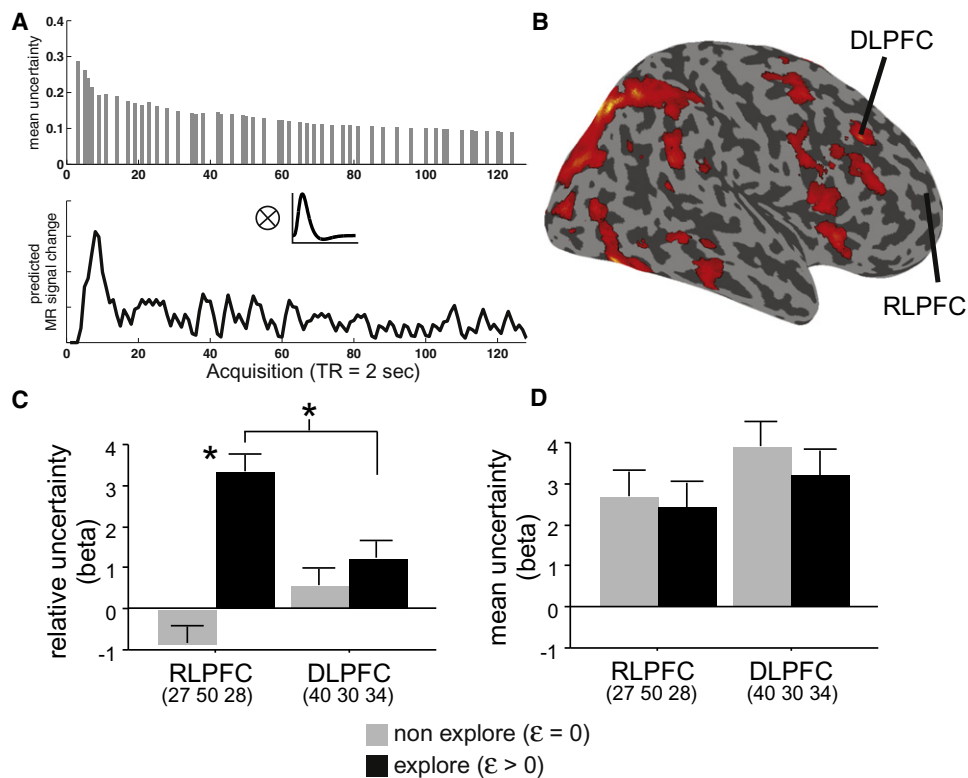 A
0.4
0.3
0.2
0.1
0
mean uncertainty
0 20 40 60 80 100 120
predicted
MR signal change
0 20 40 60 80 100 120
Acquisition (TR = 2 sec)
B
DLPFC
RLPFC
C
*
*
4
3
2
1
0
-1
relative uncertainty
(beta)
RLPFC DLPFC
(27 50 28) (40 30 34)
D
4
3
2
1
0
-1
mean uncertainty
(beta)
RLPFC DLPFC
(27 50 28) (40 30 34)
non explore (ε = 0)
explore (ε > 0)